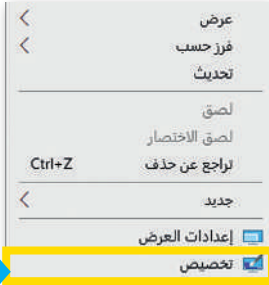 عرض
فرز حسب
تحديث
لصق
لصق الاختصار
تراجع عن حذف Ctrl+Z
جديد
إعدادات العرض
تخصيص